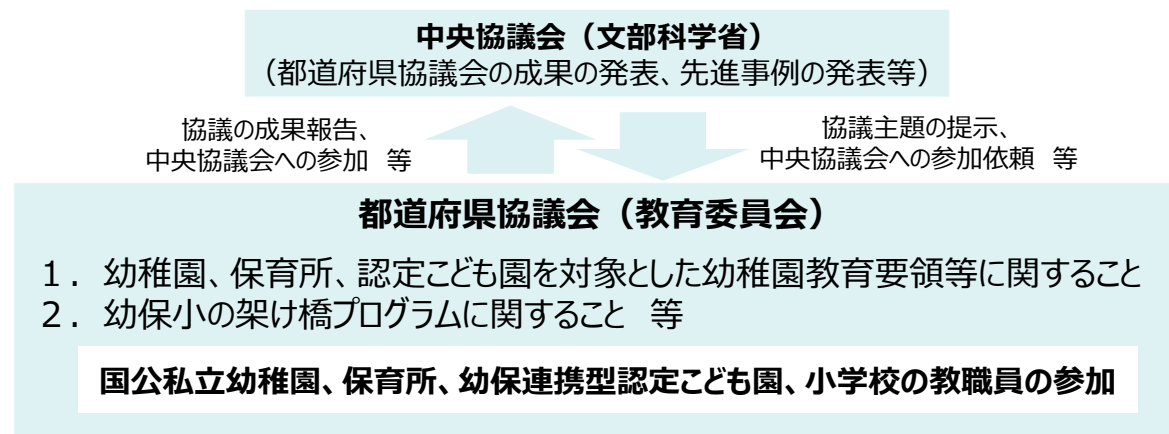 中央協議会（文部科学省）
（都道府県協議会の成果の発表、先進事例の発表等）
協議の成果報告、
中央協議会への参加　等
協議主題の提示、
中央協議会への参加依頼　等
都道府県協議会（教育委員会）
１．幼稚園、保育所、認定こども園を対象とした幼稚園教育要領等に関すること
２．幼保小の架け橋プログラムに関すること　等
国公私立幼稚園、保育所、幼保連携型認定こども園、小学校の教職員の参加